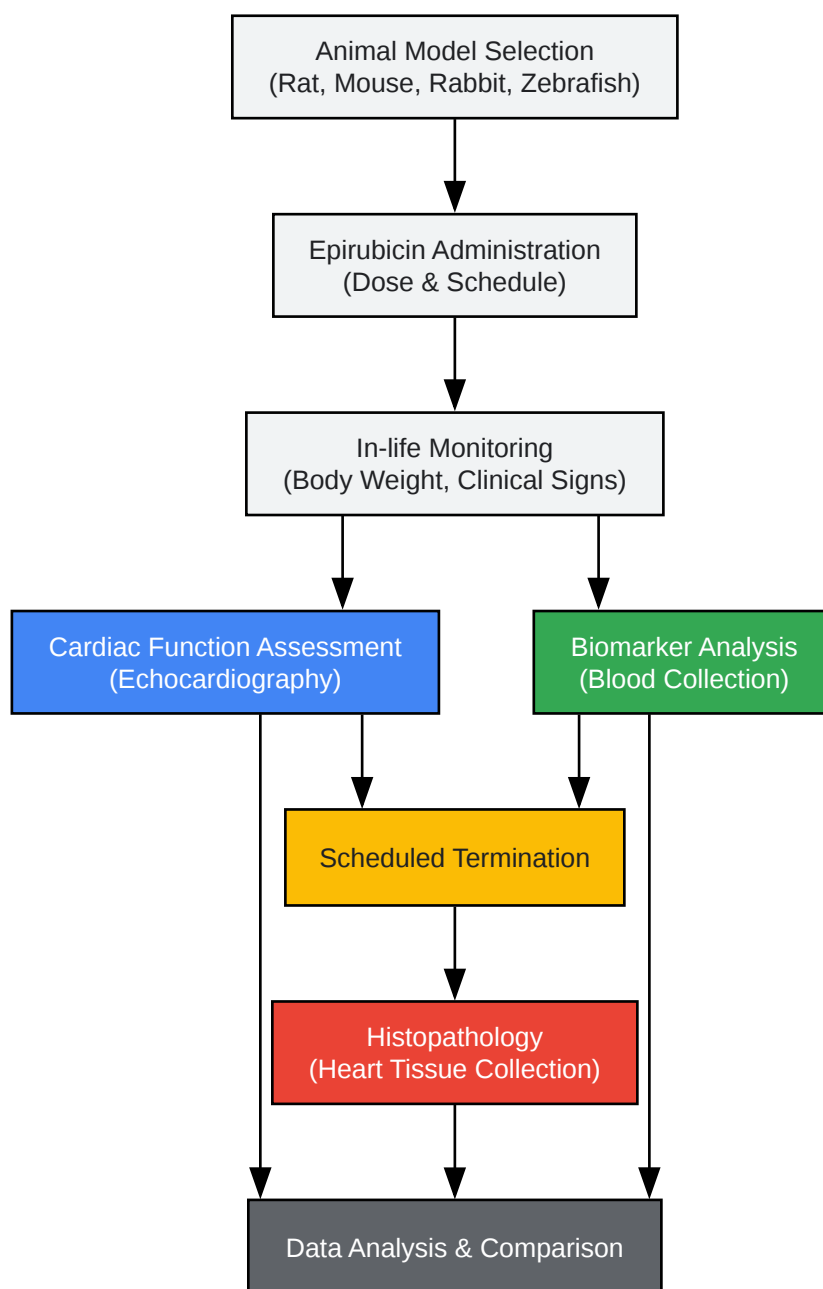 Animal Model Selection
(Rat, Mouse, Rabbit, Zebrafish)
Epirubicin Administration
(Dose & Schedule)
In-life Monitoring
(Body Weight, Clinical Signs)
Cardiac Function Assessment
(Echocardiography)
Biomarker Analysis
(Blood Collection)
Scheduled Termination
Histopathology
(Heart Tissue Collection)
Data Analysis & Comparison